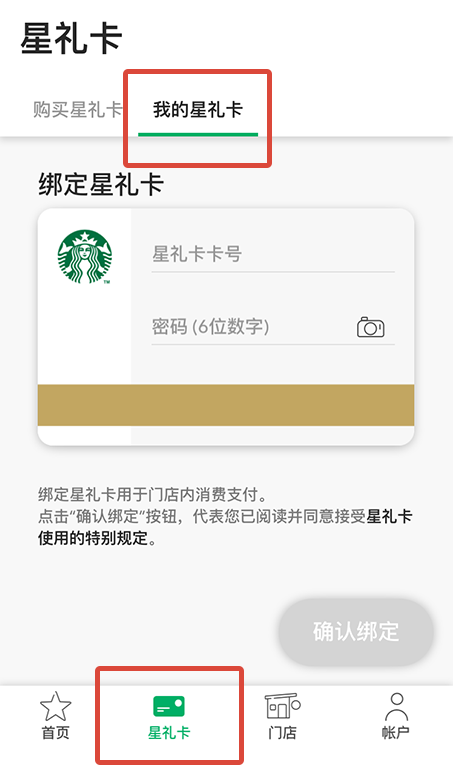 星礼卡
购买星礼卡 我的星礼卡
绑定星礼卡
星礼卡卡号
密码 (6位数字)
TM
绑定星礼卡用于门店内消费支付。
点击“确认绑定”按钮，代表您已阅读并同意接受星礼卡
使用的特别规定。
确认绑定
首页 星礼卡 门店 帐户